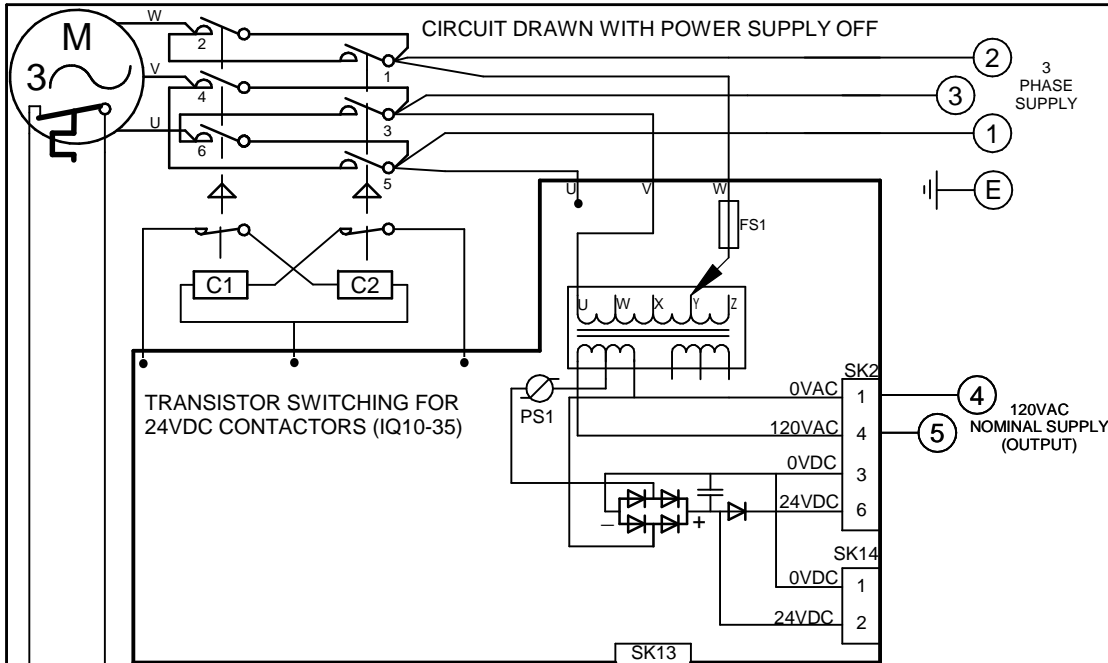 CIRCUIT DRAWN WITH POWER SUPPLY OFF
W
M
3
V
U
2
1
4
3
6
5
2
3
1
E
3
PHASE
SUPPLY
U
V
W
FS1
C1
C2
U
W
X
Y
Z
TRANSISTOR SWITCHING FOR
24VDC CONTACTORS (IQ10-35)
PS1
SK2
0VAC
1
120VAC
4
0VDC
3
24VDC
6
4
5
120VAC
NOMINAL SUPPLY
(OUTPUT)
–
+
SK14
0VDC
1
24VDC
2
SK13